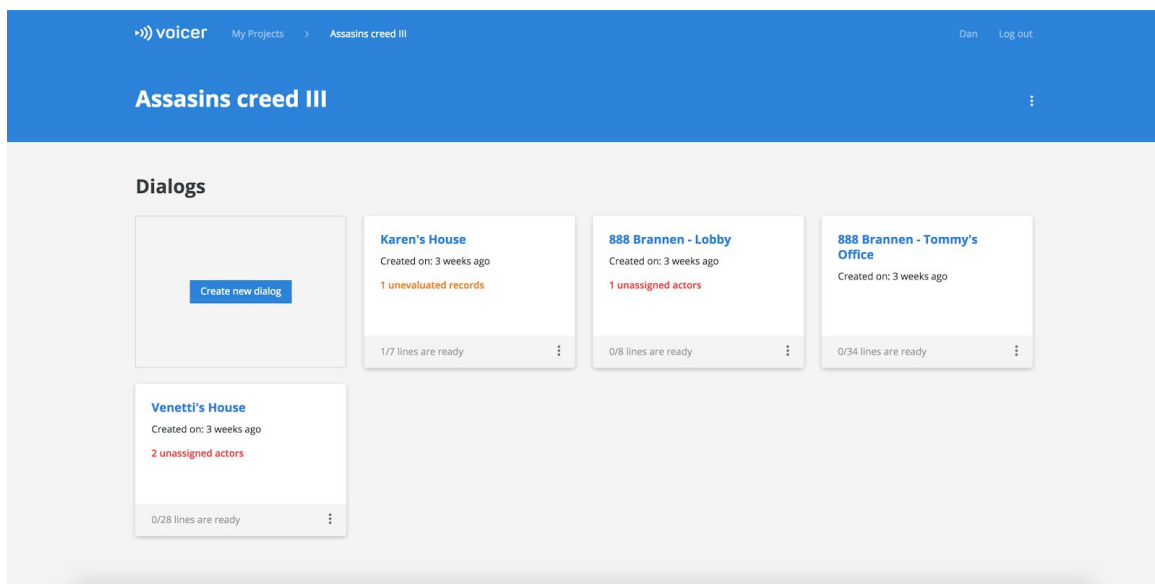 voicer My Projects > Assasins creed III Dan Log out
Assasins creed III
Dialogs
Create new dialog
Karen's House
Created on: 3 weeks ago
1 unevaluated records
1/7 lines are ready
888 Brannen - Lobby
Created on: 3 weeks ago
1 unassigned actors
0/8 lines are ready
888 Brannen - Tommy's
Office
Created on: 3 weeks ago
0/34 lines are ready
Venetti's House
Created on: 3 weeks ago
2 unassigned actors
0/28 lines are ready